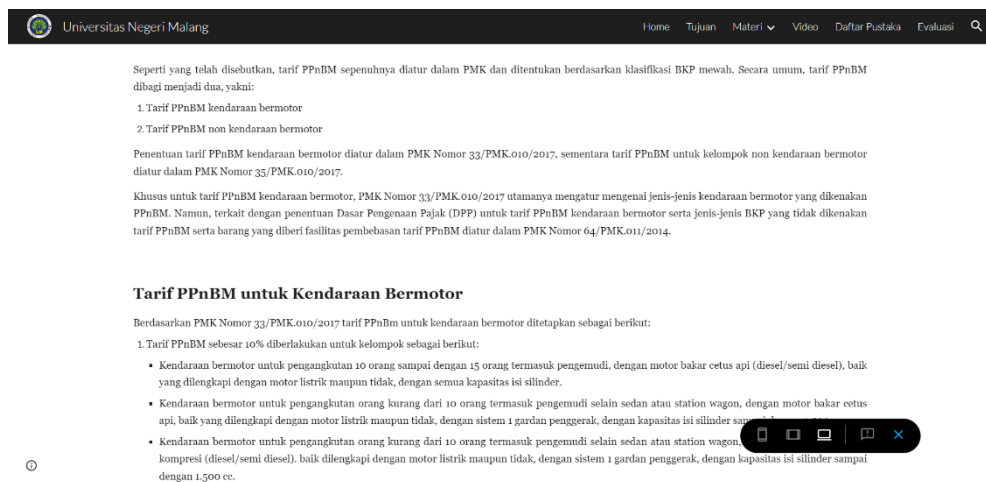 Universitas Negeri Malang
Home Tujuan Materi Video Daftar Pustaka Evaluasi
Seperti yang telah disebutkan, tarif PPnBM sepenuhnya diatur dalam PMK dan ditentukan berdasarkan klasifikasi BKP mewah. Secara umum, tarif PPnBM
dibagi menjadi dua, yakni:
1. Tarif PPnBM kendaraan bermotor
2. Tarif PPnBM non kendaraan bermotor
Penentuan tarif PPnBM kendaraan bermotor diatur dalam PMK Nomor 33/PMK.010/2017, sementara tarif PPnBM untuk kelompok non kendaraan bermotor
diatur dalam PMK Nomor 35/PMK.010/2017.
Khusus untuk tarif PPnBM kendaraan bermotor, PMK Nomor 33/PMK.010/2017 utamanya mengatur mengenai jenis-jenis kendaraan bermotor yang dikenakan
PPnBM. Namun, terkait dengan penentuan Dasar Pengenaan Pajak (DPP) untuk tarif PPnBM kendaraan bermotor serta jenis-jenis BKP yang tidak dikenakan
tarif PPnBM serta barang yang diberi fasilitas pembebasan tarif PPnBM diatur dalam PMK Nomor 64/PMK.011/2014.
Tarif PPnBM untuk Kendaraan Bermotor
Berdasarkan PMK Nomor 33/PMK.010/2017 tarif PPnBm untuk kendaraan bermotor ditetapkan sebagai berikut:
1. Tarif PPnBM sebesar 10% diberlakukan untuk kelompok sebagai berikut:
▪ Kendaraan bermotor untuk pengangkutan 10 orang sampai dengan 15 orang termasuk pengemudi, dengan motor bakar cetus api (diesel/semi diesel), baik
yang dilengkapi dengan motor listrik maupun tidak, dengan semua kapasitas isi silinder.
▪ Kendaraan bermotor untuk pengangkutan orang kurang dari 10 orang termasuk pengemudi selain sedan atau station wagon, dengan motor bakar cetus
api, baik yang dilengkapi dengan motor listrik maupun tidak, dengan sistem 1 gardan penggerak, dengan kapasitas isi silinder
▪ Kendaraan bermotor untuk pengangkutan orang kurang dari 10 orang termasuk pengemudi selain sedan atau station wagon,
kompresi (diesel/semi diesel). baik dilengkapi dengan motor listrik maupun tidak, dengan sistem 1 gardan penggerak, dengan kapasitas isi silinder sampai
dengan 1.500 cc.